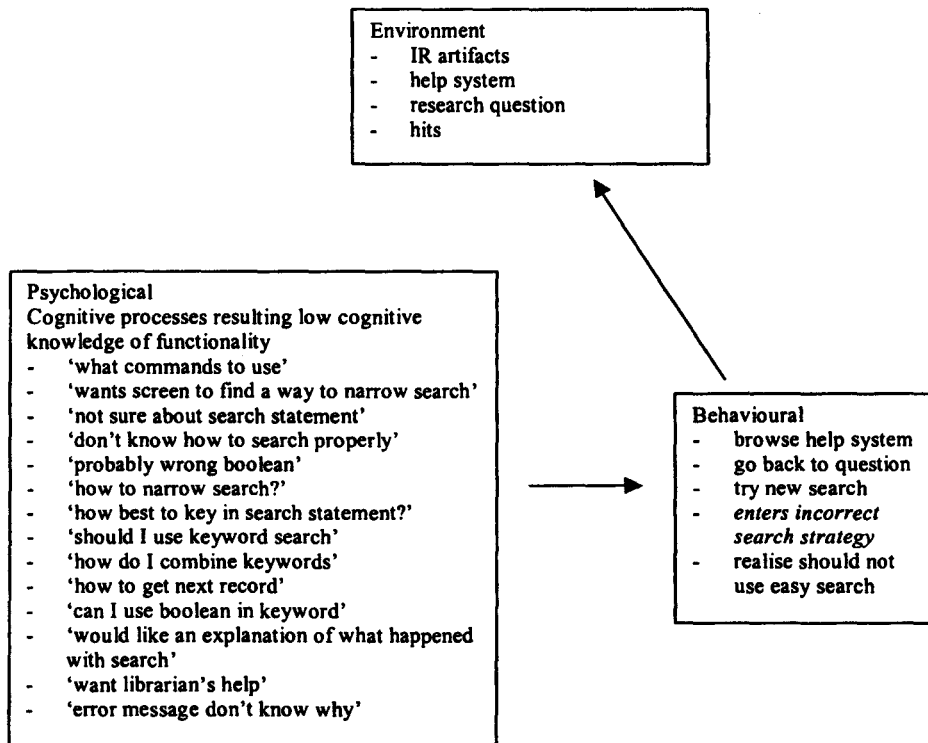 Environment
- IR artifacts
- help system
- research question
- hits
Psychological
Cognitive processes resulting low cognitive
knowledge of functionality
- ‘what commands to use’
- ‘wants screen to find a way to narrow search’
- ‘not sure about search statement’
- ‘don’t know how to search properly’
- ‘probably wrong boolean’
- ‘how to narrow search?’
- ‘how best to key in search statement?’
- ‘should I use keyword search’
- ‘how do I combine keywords’
- ‘how to get next record’
- ‘can I use boolean in keyword’
- ‘would like an explanation of what happened
with search’
- ‘want librarian’s help’
- ‘error message don’t know why’
Behavioural
- browse help system
- go back to question
- try new search
- enters incorrect
search strategy
- realise should not
use easy search